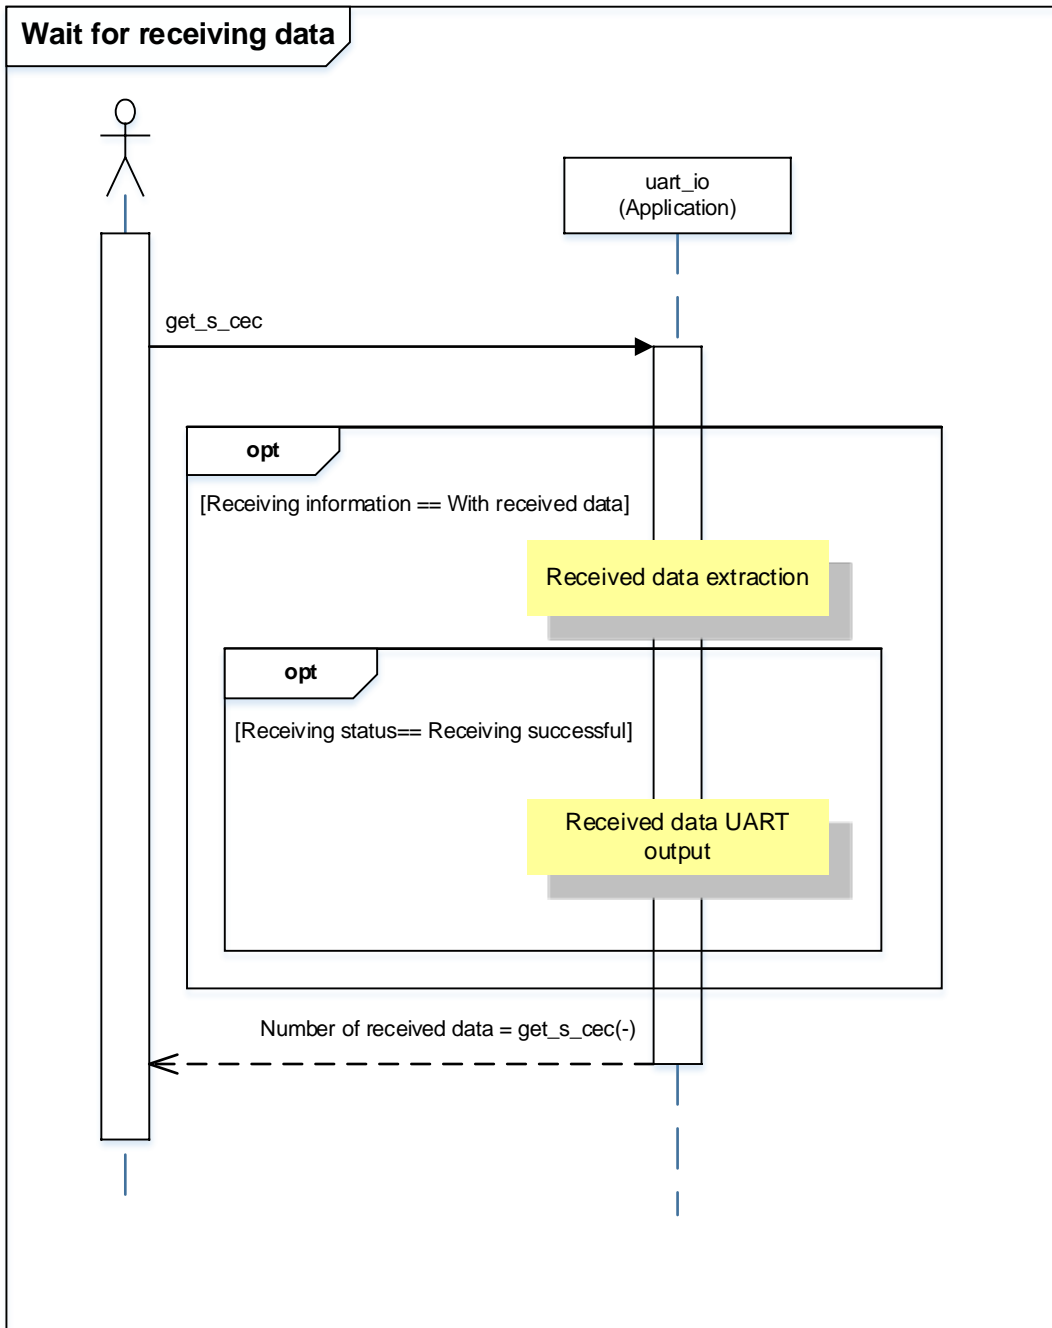 Wait for receiving data
uart_io
(Application)
get_s_cec
opt
[Receiving information == With received data]
Received data extraction
opt
[Receiving status== Receiving successful]
Received data UART
output
Number of received data = get_s_cec(-)